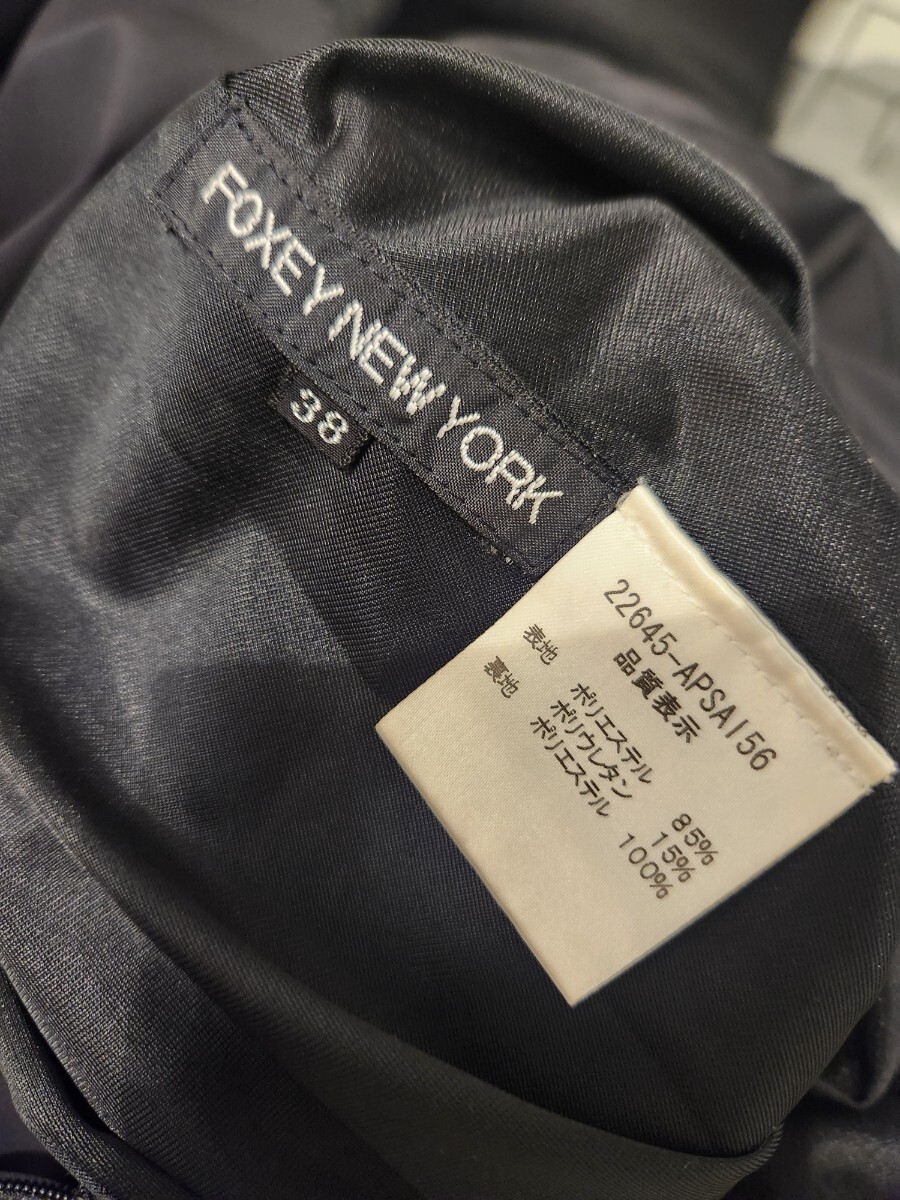 FOXEY NEW YORK
38
22645-APSA156
品質表示
表地 ポリエステル 85%
ポリウレタン 15%
裏地 ポリエステル 100%